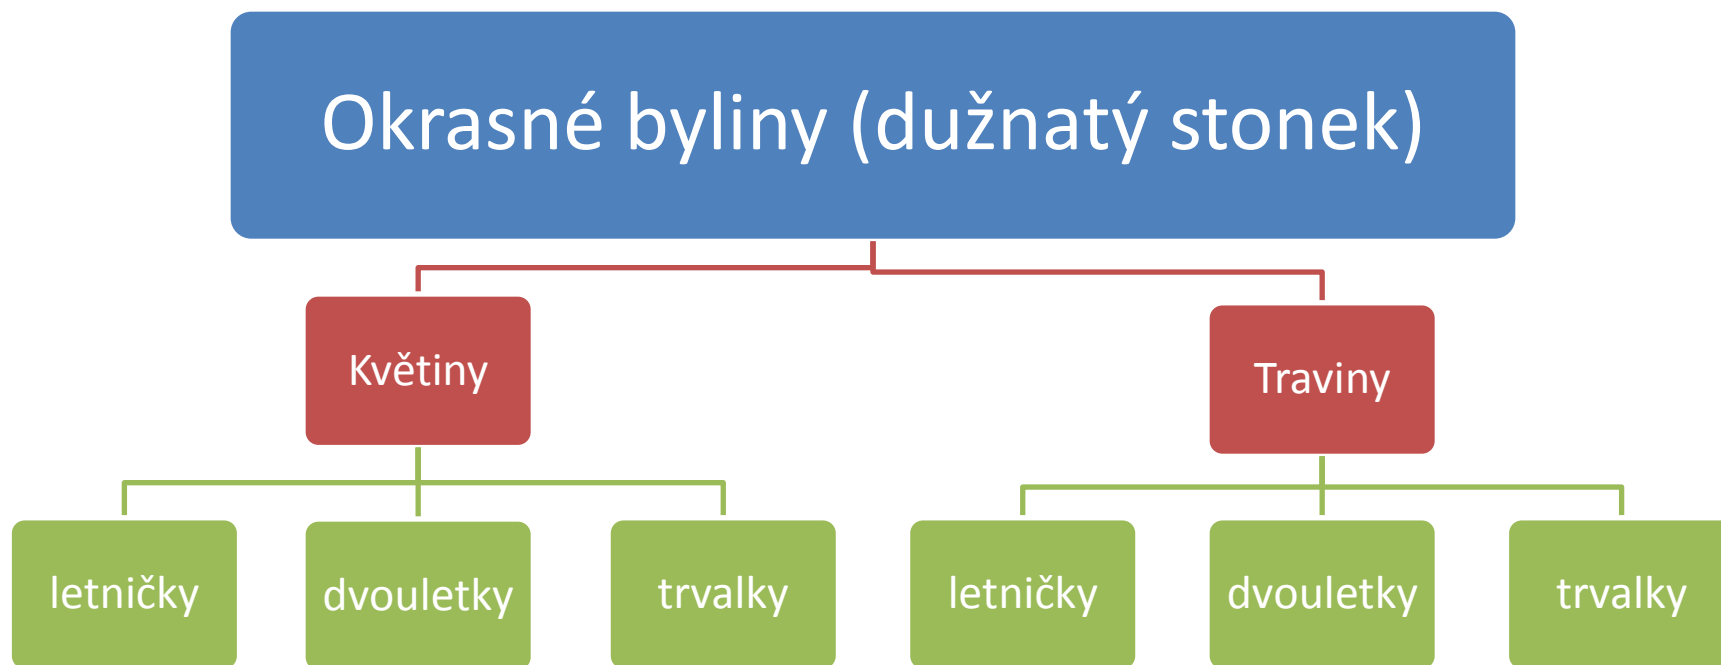 Okrasné byliny (dužnatý stonek)
Květiny
Traviny
letničky
dvouletky
trvalky
letničky
dvouletky
trvalky